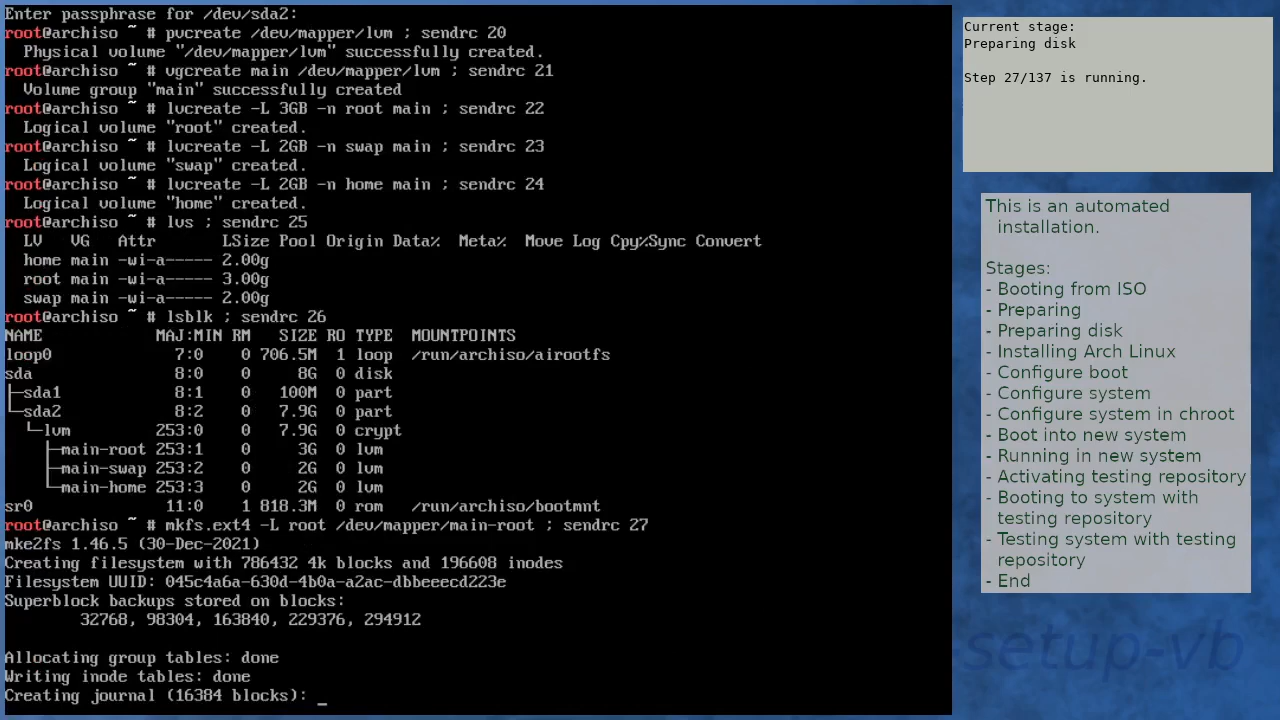 Enter passphrase for /dev/sda2:
root@archiso ~ # pvcreate /dev/mapper/lvm ; sendrc 20
  Physical volume "/dev/mapper/lvm" successfully created.
root@archiso ~ # vgcreate main /dev/mapper/lvm ; sendrc 21
  Volume group "main" successfully created
root@archiso ~ # lvcreate -L 3GB -n root main ; sendrc 22
  Logical volume "root" created.
root@archiso ~ # lvcreate -L 2GB -n swap main ; sendrc 23
  Logical volume "swap" created.
root@archiso ~ # lvcreate -L 2GB -n home main ; sendrc 24
  Logical volume "home" created.
root@archiso ~ # lvs ; sendrc 25
  LV   VG   Attr       LSize Pool Origin Data%  Meta%  Move Log Cpy%Sync Convert
  home main -wi-a----- 2.00g
  root main -wi-a----- 3.00g
  swap main -wi-a----- 2.00g
root@archiso ~ # lsblk ; sendrc 26
NAME            MAJ:MIN RM   SIZE RO TYPE  MOUNTPOINTS
loop0             7:0    0 706.5M  1 loop  /run/archiso/airootfs
sda               8:0    0     8G  0 disk
├─sda1            8:1    0   100M  0 part
└─sda2            8:2    0   7.9G  0 part
  └─lvm         253:0    0   7.9G  0 crypt
    ├─main-root 253:1    0     3G  0 lvm
    ├─main-swap 253:2    0     2G  0 lvm
    └─main-home 253:3    0     2G  0 lvm
sr0              11:0    1 818.3M  0 rom   /run/archiso/bootmnt
root@archiso ~ # mkfs.ext4 -L root /dev/mapper/main-root ; sendrc 27
mke2fs 1.46.5 (30-Dec-2021)
Creating filesystem with 786432 4k blocks and 196608 inodes
Filesystem UUID: 045c4a6a-630d-4b0a-a2ac-dbbeeecd223e
Superblock backups stored on blocks:
        32768, 98304, 163840, 229376, 294912
Allocating group tables: done
Writing inode tables: done
Creating journal (16384 blocks): _
Current stage:
Preparing disk
Step 27/137 is running.
This is an automated
installation.
Stages:
- Booting from ISO
- Preparing
- Preparing disk
- Installing Arch Linux
- Configure boot
- Configure system
- Configure system in chroot
- Boot into new system
- Running in new system
- Activating testing repository
- Booting to system with
testing repository
- Testing system with testing
repository
- End
setup-vb